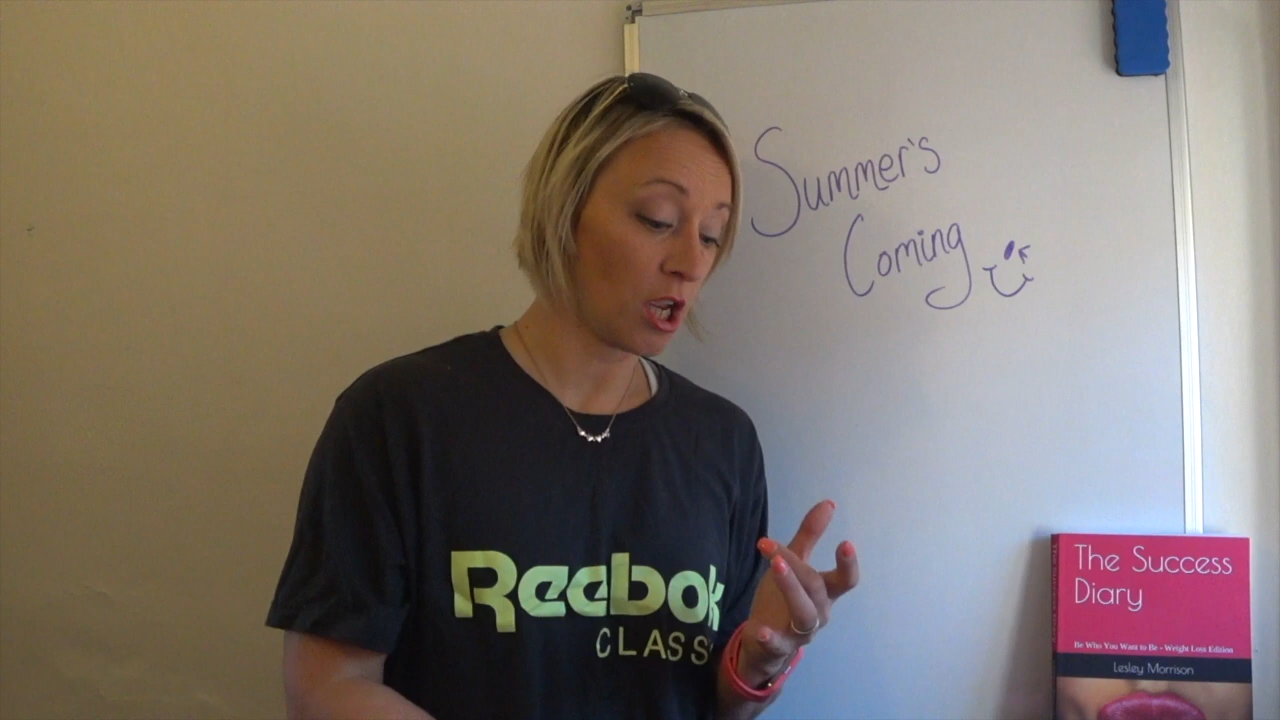 Summer's
Coming
Reebok
CLASS
The Success
Diary
Be Who You Want to Be - Weight Loss Edition
Lesley Morrison